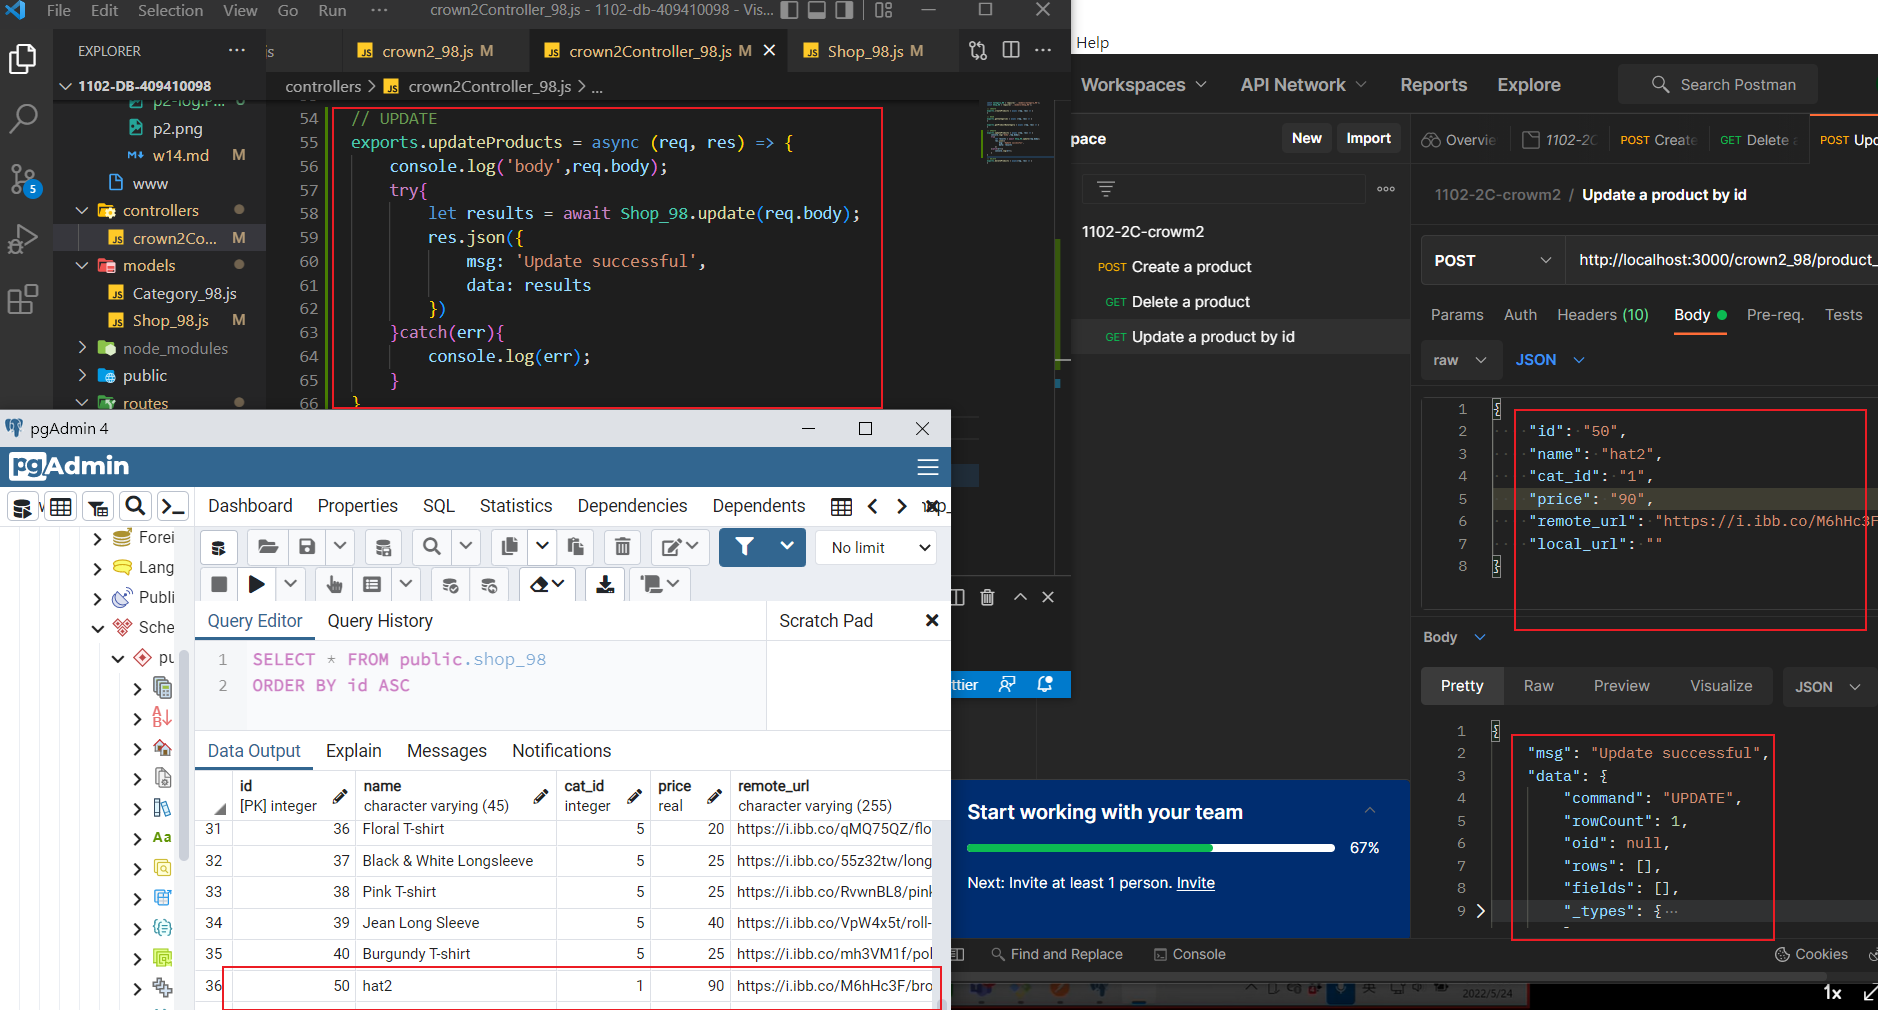 File Edit Selection View Go Run ··· crown2Controller_98.js - 1102-db-409410098 - Vis...
EXPLORER ···
1102-DB-409410098
p2.png
w14.md M
www
controllers
crown2Co... M
models
Category_98.js
Shop_98.js M
node_modules
public
routes
5
js
crown2_98.js M
crown2Controller_98.js M
Shop_98.js M
controllers > crown2Controller_98.js > ...
54 // UPDATE
55 exports.updateProducts = async (req, res) => {
56 console.log('body',req.body);
57 try{
58 let results = await Shop_98.update(req.body);
59 res.json({
60 msg: 'Update successful',
61 data: results
62 })
63 }catch(err){
64 console.log(err);
65 }
66 }
ttier
pgAdmin 4
pgAdmin
Dashboard Properties SQL Statistics Dependencies Dependents
Forei
Lang
Publi
Sche
pu
Aa
No limit
Query Editor Query History
Scratch Pad
1 SELECT * FROM public.shop_98
2 ORDER BY id ASC
Data Output Explain Messages Notifications
id [PK] integer
name character varying (45)
cat_id integer
price real
remote_url character varying (255)
31 36 Floral T-shirt 5 20 https://i.ibb.co/qMQ75QZ/flo
32 37 Black & White Longsleeve 5 25 https://i.ibb.co/55z32tw/long
33 38 Pink T-shirt 5 25 https://i.ibb.co/RvwnBL8/pink
34 39 Jean Long Sleeve 5 40 https://i.ibb.co/VpW4x5t/roll-
35 40 Burgundy T-shirt 5 25 https://i.ibb.co/mh3VM1f/pol
36 50 hat2 1 90 https://i.ibb.co/M6hHc3F/bro
Help
Workspaces API Network Reports Explore Search Postman
pace New Import
Overvie 1102-2C POST Create GET Delete a POST Upd
1102-2C-crowm2
POST Create a product
GET Delete a product
GET Update a product by id
1102-2C-crowm2 / Update a product by id
POST http://localhost:3000/crown2_98/product_
Params Auth Headers (10) Body Pre-req. Tests
raw JSON
1 {
2 "id": "50",
3 "name": "hat2",
4 "cat_id": "1",
5 "price": "90",
6 "remote_url": "https://i.ibb.co/M6hHc3F
7 "local_url": ""
8 }
Body
Pretty Raw Preview Visualize JSON
1 {
2 "msg": "Update successful",
3 "data": {
4 "command": "UPDATE",
5 "rowCount": 1,
6 "oid": null,
7 "rows": [],
8 "fields": [],
9 "_types": {···
Start working with your team
67%
Next: Invite at least 1 person. Invite
Find and Replace Console Cookies
英 2022/5/24
1x